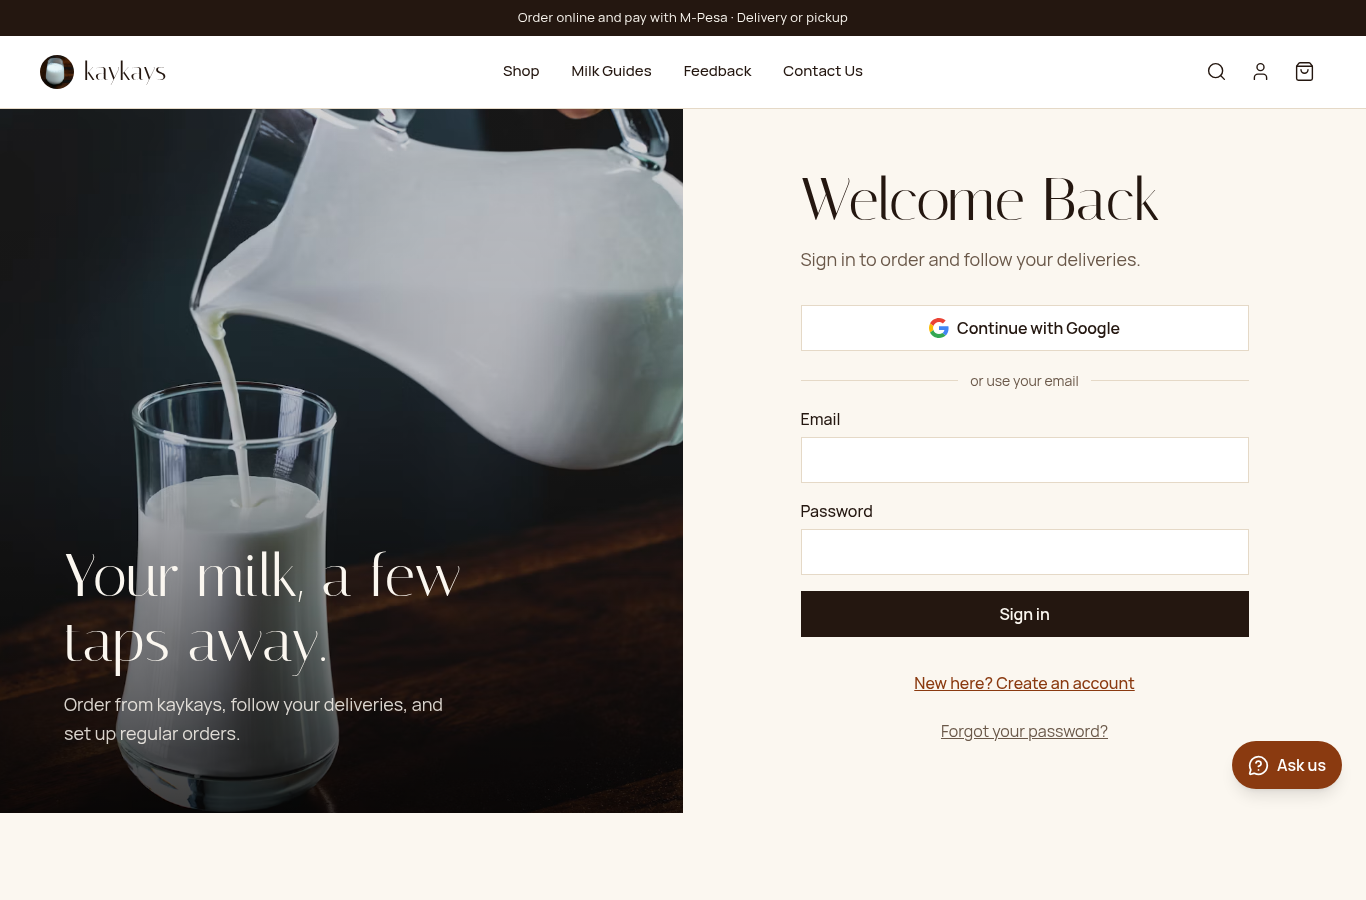 Order online and pay with M-Pesa · Delivery or pickup
kaykays
Shop
Milk Guides
Feedback
Contact Us
Your milk, a few
taps away.
Order from kaykays, follow your deliveries, and
set up regular orders.
Welcome Back
Sign in to order and follow your deliveries.
Continue with Google
or use your email
Email
Password
Sign in
New here? Create an account
Forgot your password?
Ask us